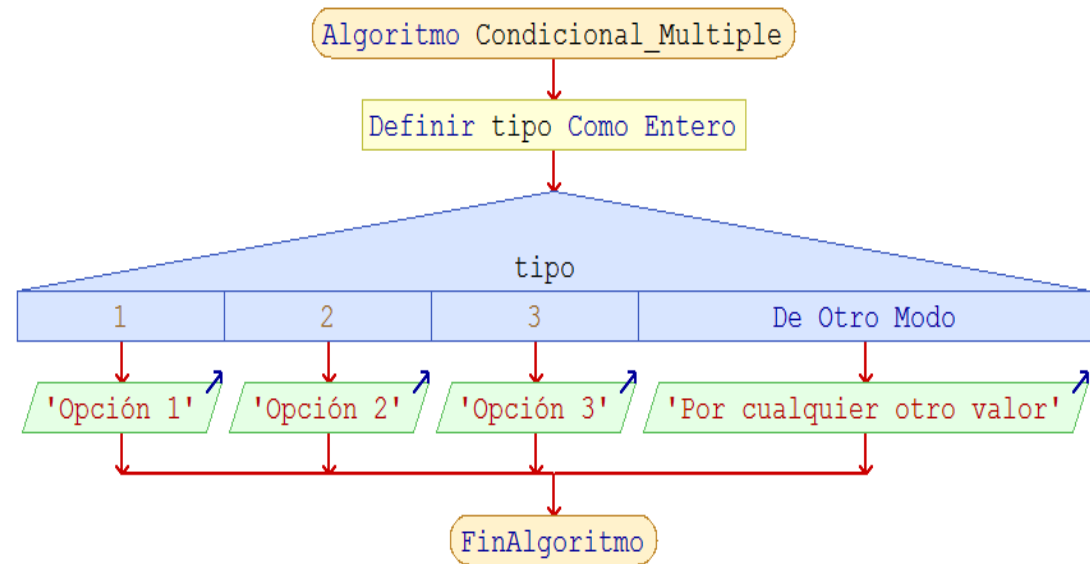 Algoritmo Condicional_Multiple
Definir tipo Como Entero
tipo
1 2 3 De Otro Modo
'Opción 1' 'Opción 2' 'Opción 3' 'Por cualquier otro valor'
FinAlgoritmo